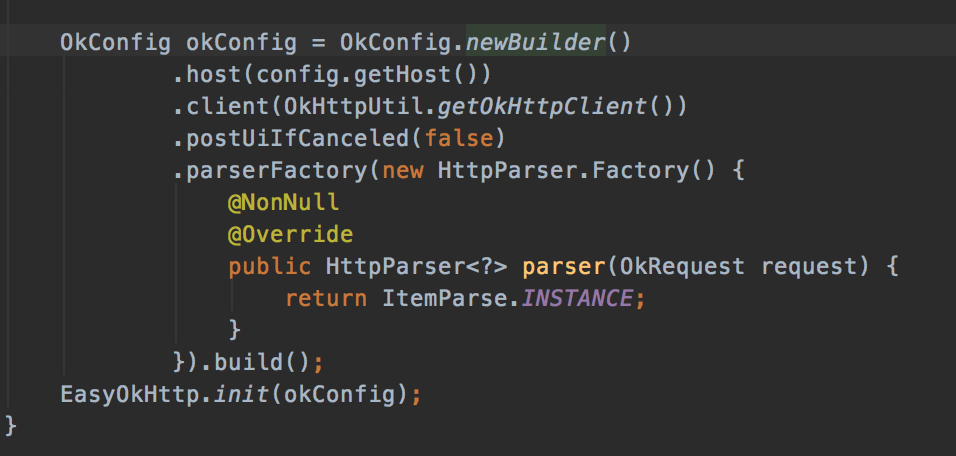 OkConfig okConfig = OkConfig.newBuilder()
.host(config.getHost())
.client(OkHttpUtil.getOkHttpClient())
.postUiIfCanceled(false)
.parserFactory(new HttpParser.Factory() {
@NonNull
@Override
public HttpParser<?> parser(OkRequest request) {
return ItemParse.INSTANCE;
}
}).build();
EasyOkHttp.init(okConfig);
}